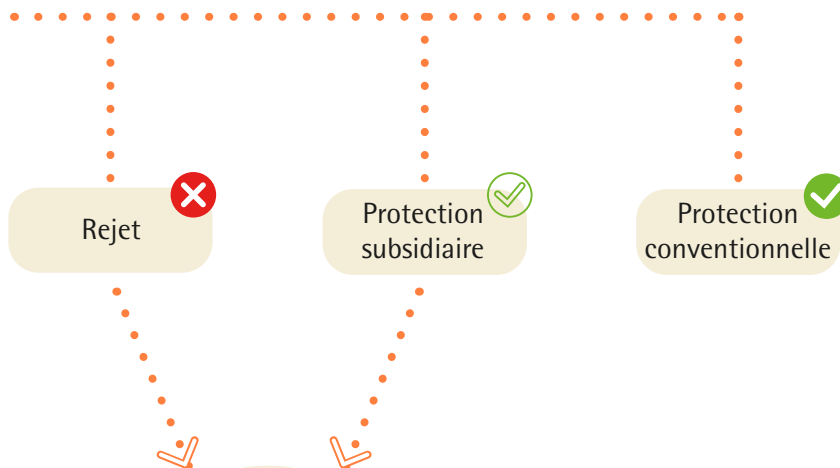 Rejet
Protection
subsidiaire
Protection
conventionnelle